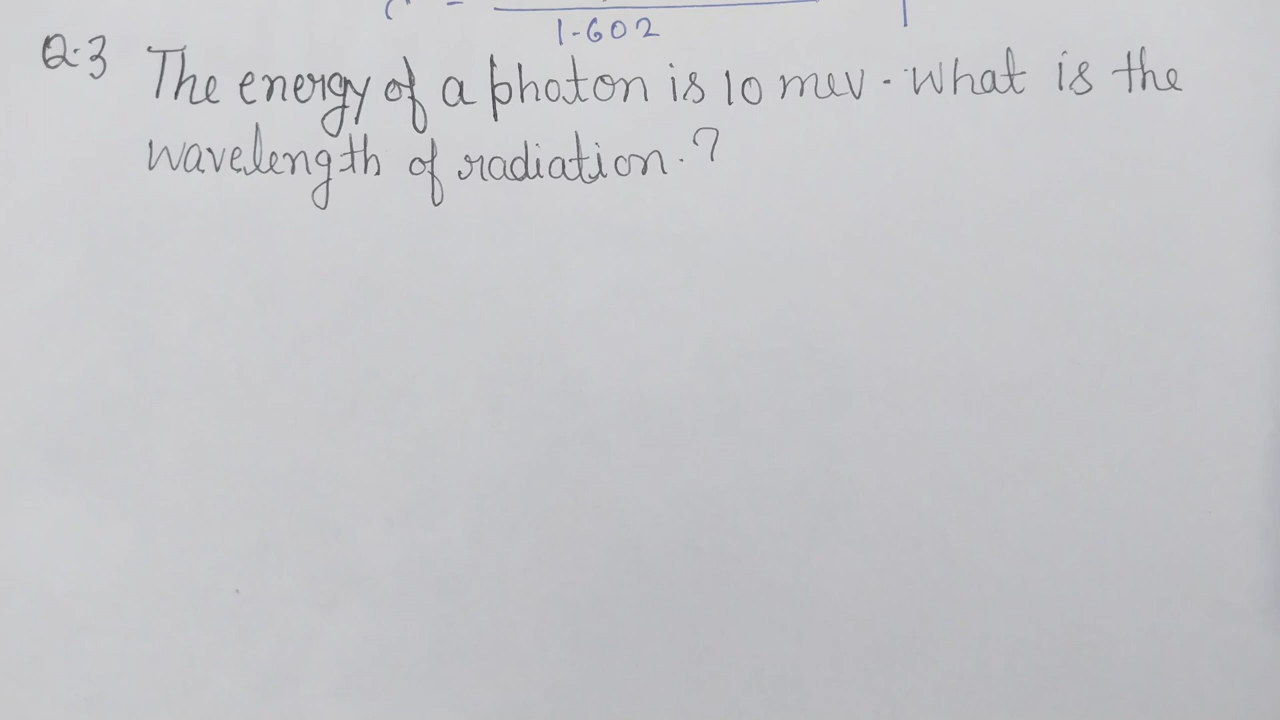 1-602
Q.3 The energy of a photon is 10 mev. What is the
wavelength of radiation.?